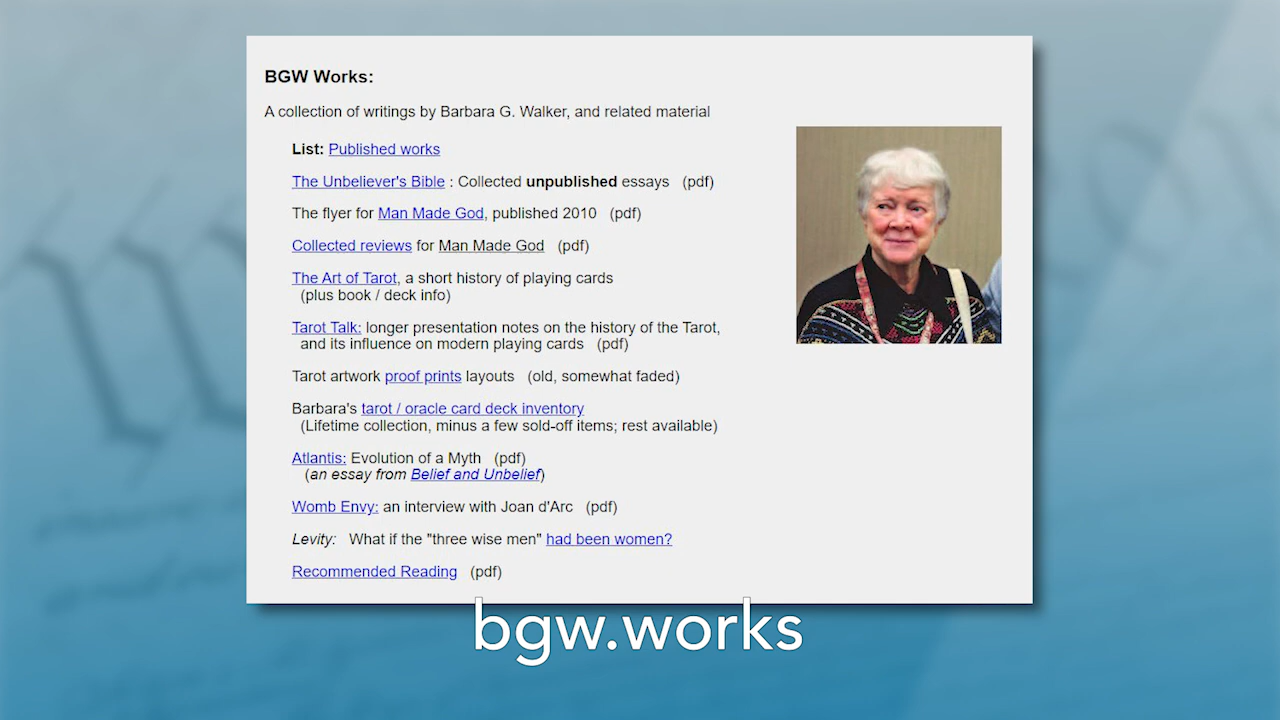 BGW Works:
A collection of writings by Barbara G. Walker, and related material
List: Published works
The Unbeliever's Bible : Collected unpublished essays (pdf)
The flyer for Man Made God, published 2010 (pdf)
Collected reviews for Man Made God (pdf)
The Art of Tarot, a short history of playing cards
(plus book / deck info)
Tarot Talk: longer presentation notes on the history of the Tarot,
and its influence on modern playing cards (pdf)
Tarot artwork proof prints layouts (old, somewhat faded)
Barbara's tarot / oracle card deck inventory
(Lifetime collection, minus a few sold-off items; rest available)
Atlantis: Evolution of a Myth (pdf)
(an essay from Belief and Unbelief)
Womb Envy: an interview with Joan d'Arc (pdf)
Levity: What if the "three wise men" had been women?
Recommended Reading (pdf)
bgw.works